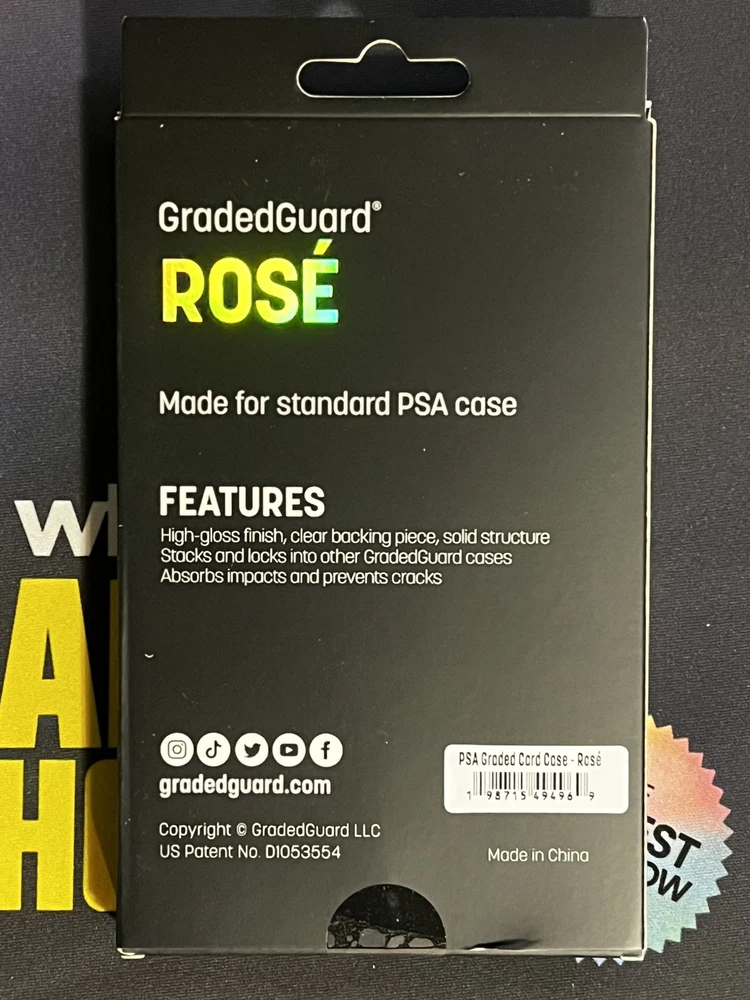 GradedGuard®
ROSÉ
Made for standard PSA case
FEATURES
High-gloss finish, clear backing piece, solid structure
Stacks and locks into other GradedGuard cases
Absorbs impacts and prevents cracks
gradedguard.com
Copyright © GradedGuard LLC
US Patent No. D1053554
PSA Graded Card Case - Rosé
1 98715 49496 9
Made in China